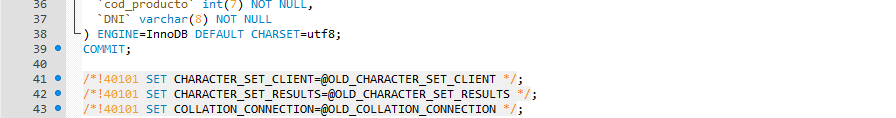 36 `cod_producto` int(7) NOT NULL,
37 `DNI` varchar(8) NOT NULL
38 ) ENGINE=InnoDB DEFAULT CHARSET=utf8;
39 COMMIT;
40
41 /*!40101 SET CHARACTER_SET_CLIENT=@OLD_CHARACTER_SET_CLIENT */;
42 /*!40101 SET CHARACTER_SET_RESULTS=@OLD_CHARACTER_SET_RESULTS */;
43 /*!40101 SET COLLATION_CONNECTION=@OLD_COLLATION_CONNECTION */;